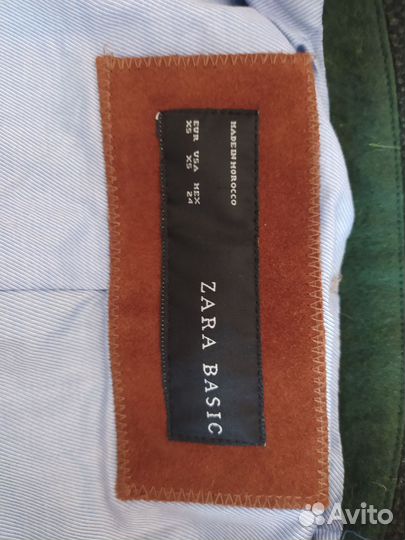 ZARA BASIC
EUR USA MEX
XS XS 24
MADE IN MOROCCO
Avito